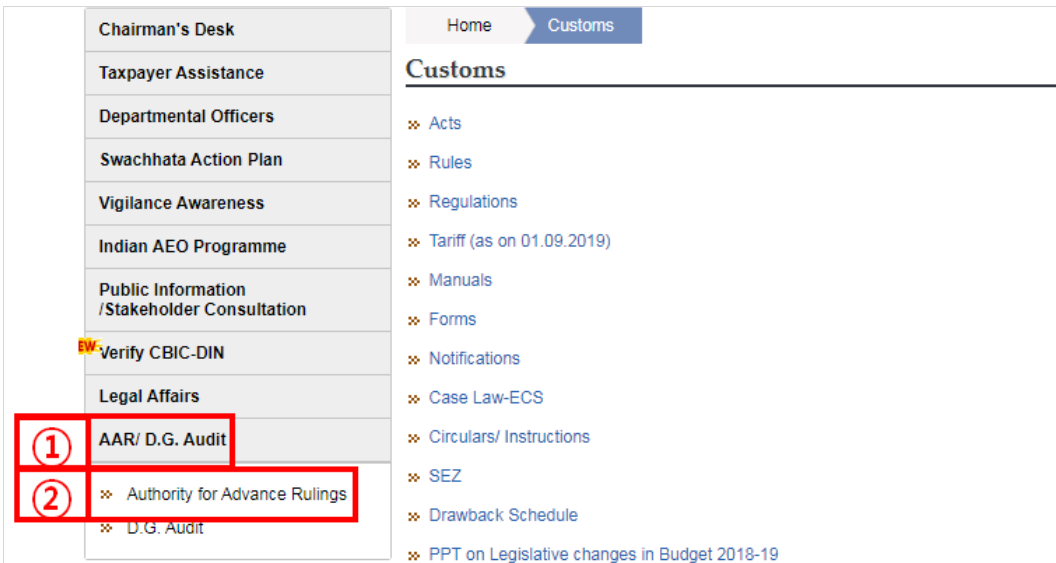 Chairman's Desk
Taxpayer Assistance
Departmental Officers
Swachhata Action Plan
Vigilance Awareness
Indian AEO Programme
Public Information
/Stakeholder Consultation
EW
Verify CBIC-DIN
Legal Affairs
① AAR/ D.G. Audit
② Authority for Advance Rulings
D.G. Audit
Home Customs
Customs
Acts
Rules
Regulations
Tariff (as on 01.09.2019)
Manuals
Forms
Notifications
Case Law-ECS
Circulars/ Instructions
SEZ
Drawback Schedule
PPT on Legislative changes in Budget 2018-19